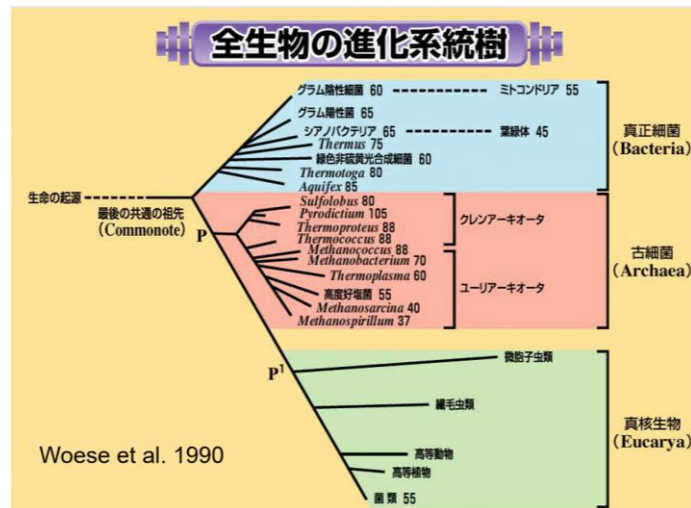 全生物の進化系統樹
グラム陰性細菌 60
ミトコンドリア 55
グラム陽性菌 65
シアノバクテリア 65
葉緑体 45
Thermus 75
緑色非硫黄光合成細菌 60
Thermotoga 80
Aquifex 85
真正細菌
(Bacteria)
生命の起源
最後の共通の祖先
(Commonote)
P
Sulfolobus 80
Pyrodictium 105
Thermoproteus 88
Thermococcus 88
クレンアーキオータ
Methanococcus 88
Methanobacterium 70
Thermoplasma 60
高度好塩菌 55
Methanosarcina 40
Methanospirillum 37
ユーリアーキオータ
古細菌
(Archaea)
P1
微胞子虫類
繊毛虫類
高等動物
高等植物
菌類 55
真核生物
(Eucarya)
Woese et al. 1990